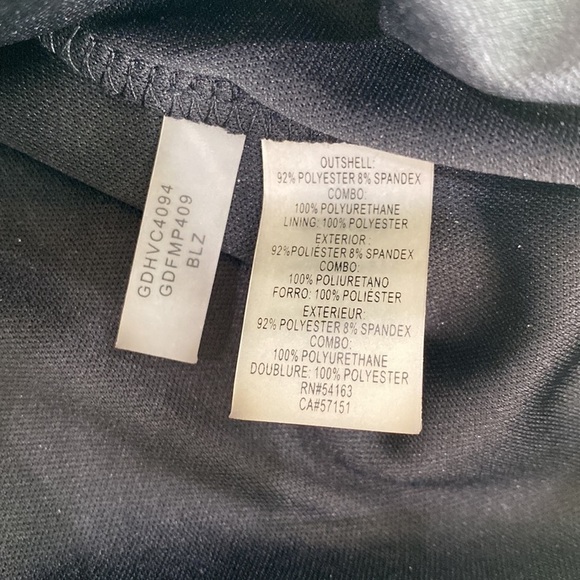 GDHVC4094
GDFMP409
BLZ
OUTSHELL:
92% POLYESTER 8% SPANDEX
COMBO:
100% POLYURETHANE
LINING: 100% POLYESTER
EXTERIOR:
92%POLIÉSTER 8% SPANDEX
COMBO:
100% POLIURETANO
FORRO: 100% POLIÉSTER
EXTERIEUR:
92% POLYESTER 8% SPANDEX
COMBO:
100% POLYURETHANE
DOUBLURE: 100% POLYESTER
RN#54163
CA#57151